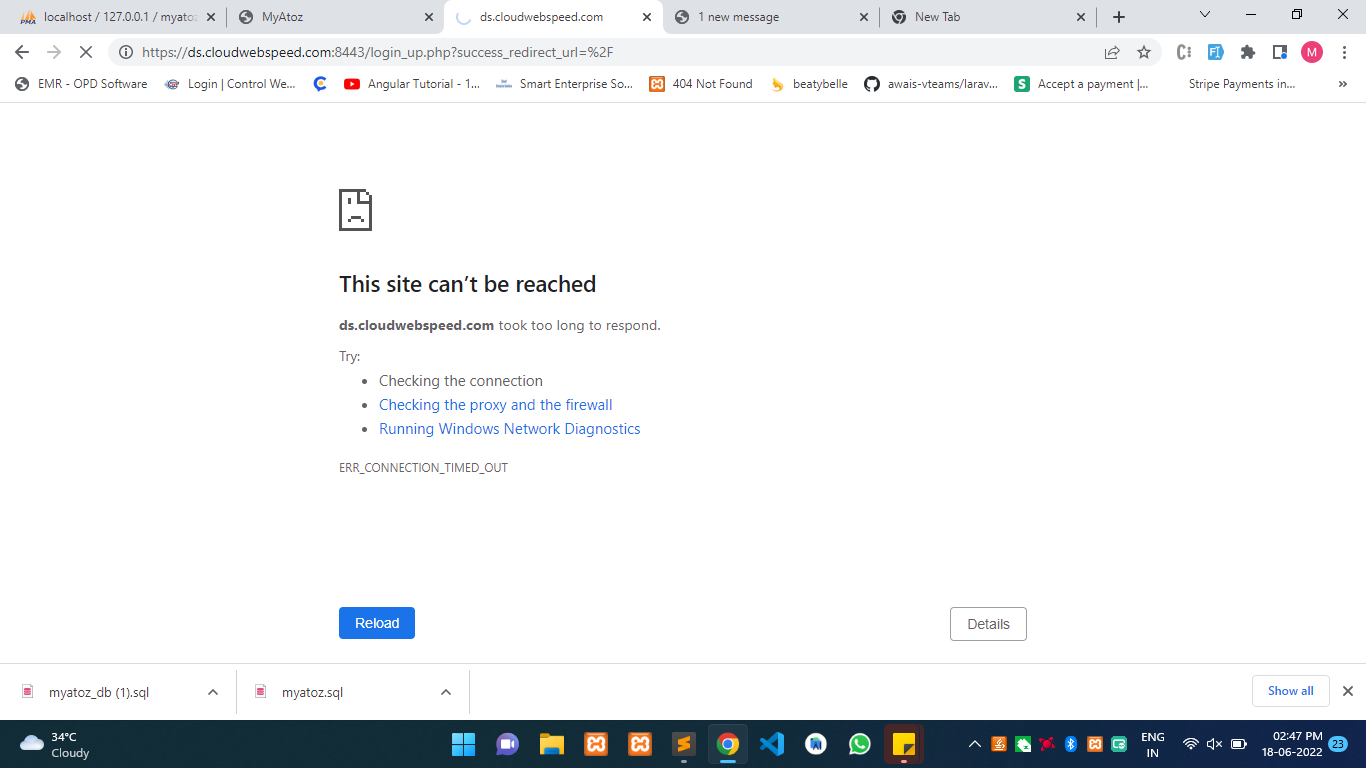 PMA localhost / 127.0.0.1 / myatoz
MyAtoz
ds.cloudwebspeed.com
1 new message
New Tab
https://ds.cloudwebspeed.com:8443/login_up.php?success_redirect_url=%2F
M
EMR - OPD Software
Login | Control We...
Angular Tutorial - 1...
Smart Enterprise So...
404 Not Found
beatybelle
awais-vteams/larav...
S Accept a payment |...
Stripe Payments in...
»
This site can’t be reached
ds.cloudwebspeed.com took too long to respond.
Try:
• Checking the connection
• Checking the proxy and the firewall
• Running Windows Network Diagnostics
ERR_CONNECTION_TIMED_OUT
Reload
Details
myatoz_db (1).sql
myatoz.sql
Show all
34°C
Cloudy
ENG
IN
02:47 PM
18-06-2022
23